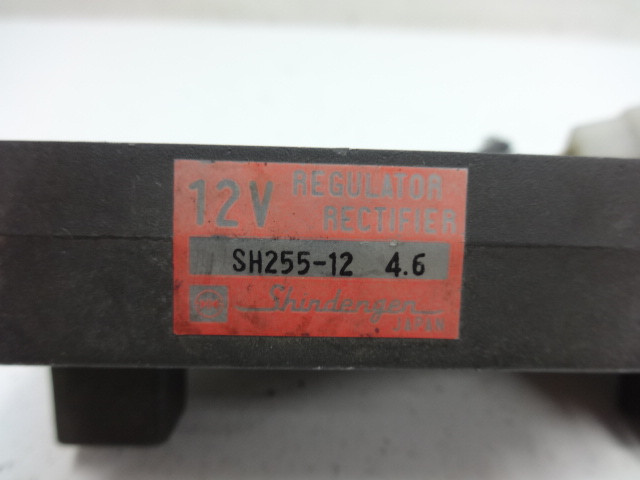 12V REGULATOR
RECTIFIER
SH255-12 4.6
Shindengen
JAPAN